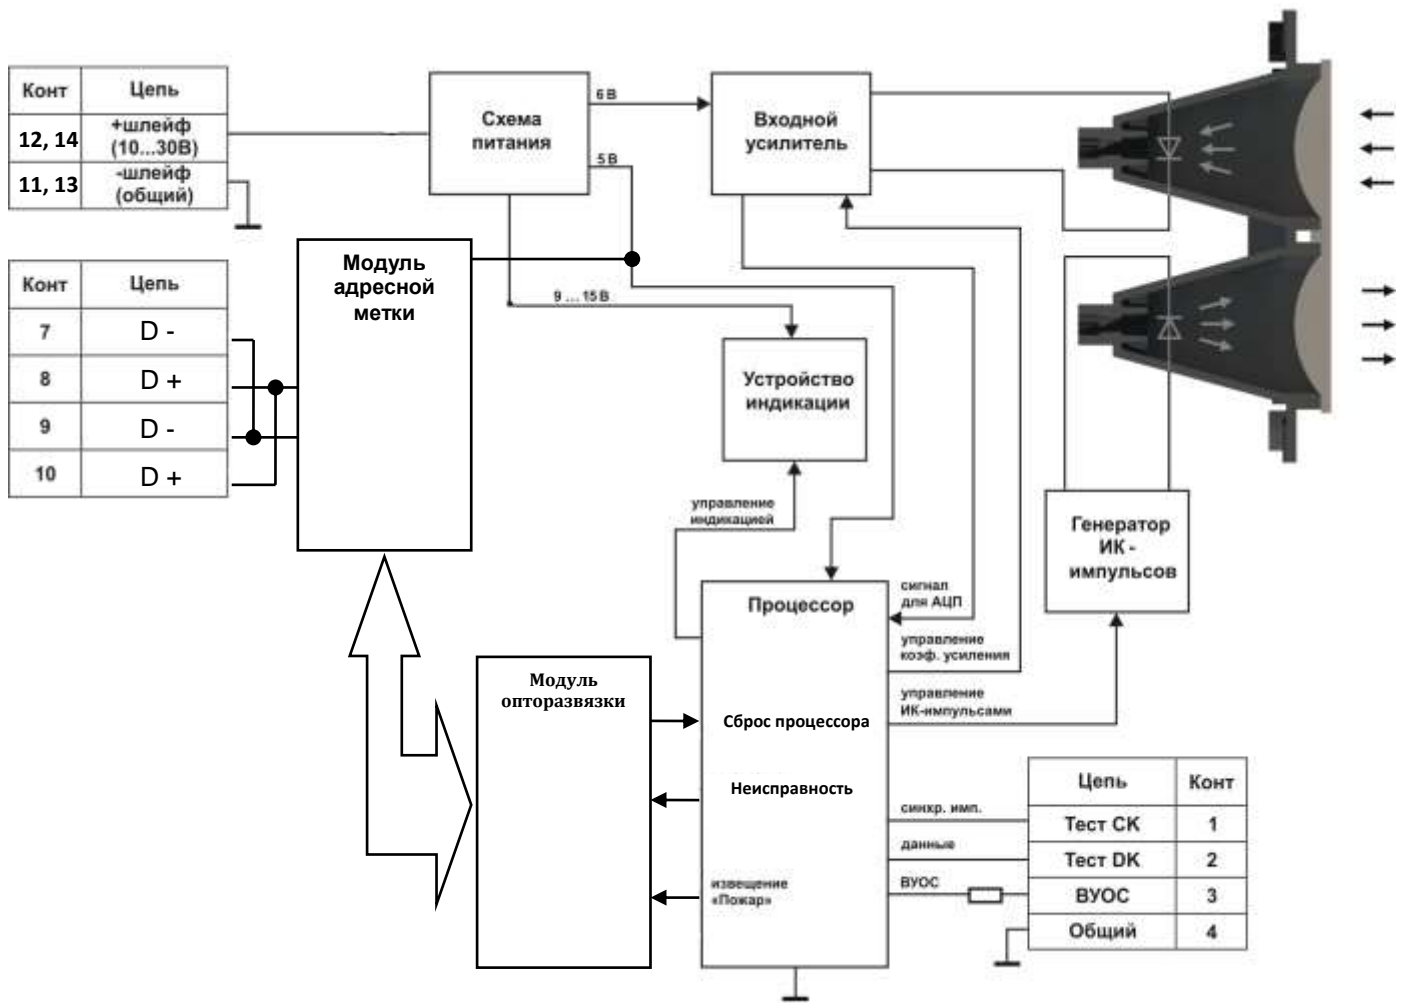 Конт Цепь
12, 14 +шлейф
(10...30В)
11, 13 -шлейф
(общий)
Схема
питания
6 В
5 В
9 ... 15 В
Входной
усилитель
Модуль
адресной
метки
Конт Цепь
7 D -
8 D +
9 D -
10 D +
Устройство
индикации
управление
индикацией
Генератор
ИК -
импульсов
Процессор
сигнал
для АЦП
управление
коэф. усиления
управление
ИК-импульсами
Модуль
опторазвязки
Сброс процессора
Неисправность
извещение
«Пожар»
синхр. имп.
данные
ВУОС
Цепь Конт
Тест СК 1
Тест DK 2
ВУОС 3
Общий 4